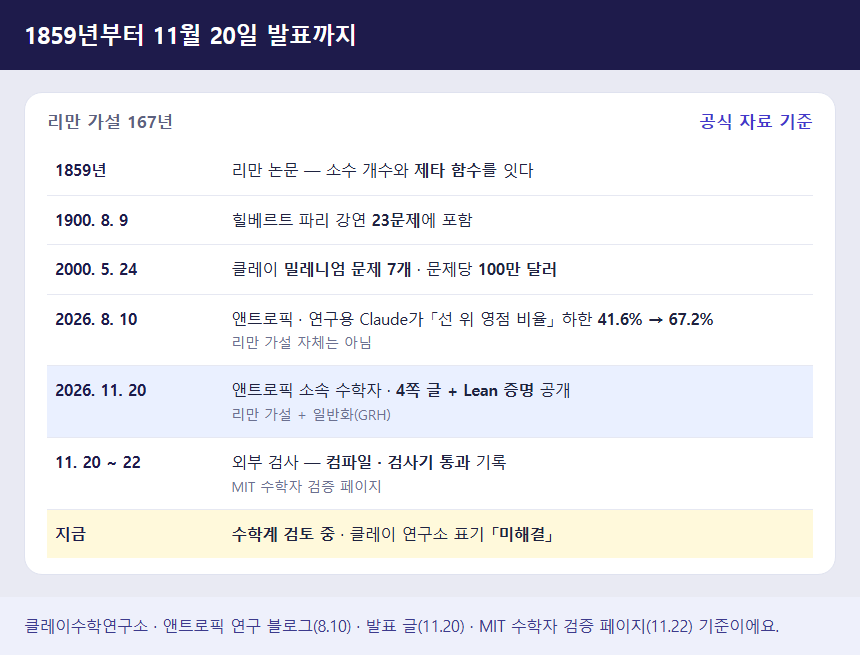 1859년부터 11월 20일 발표까지
리만 가설 167년
공식 자료 기준
1859년
리만 논문 — 소수 개수와 제타 함수를 잇다
1900. 8. 9
힐베르트 파리 강연 23문제에 포함
2000. 5. 24
클레이 밀레니엄 문제 7개 · 문제당 100만 달러
2026. 8. 10
앤트로픽 · 연구용 Claude가 「선 위 영점 비율」 하한 41.6% → 67.2%
리만 가설 자체는 아님
2026. 11. 20
앤트로픽 소속 수학자 · 4쪽 글 + Lean 증명 공개
리만 가설 + 일반화(GRH)
11. 20 ~ 22
외부 검사 — 컴파일 · 검사기 통과 기록
MIT 수학자 검증 페이지
지금
수학계 검토 중 · 클레이 연구소 표기 「미해결」
클레이수학연구소 · 앤트로픽 연구 블로그(8.10) · 발표 글(11.20) · MIT 수학자 검증 페이지(11.22) 기준이에요.